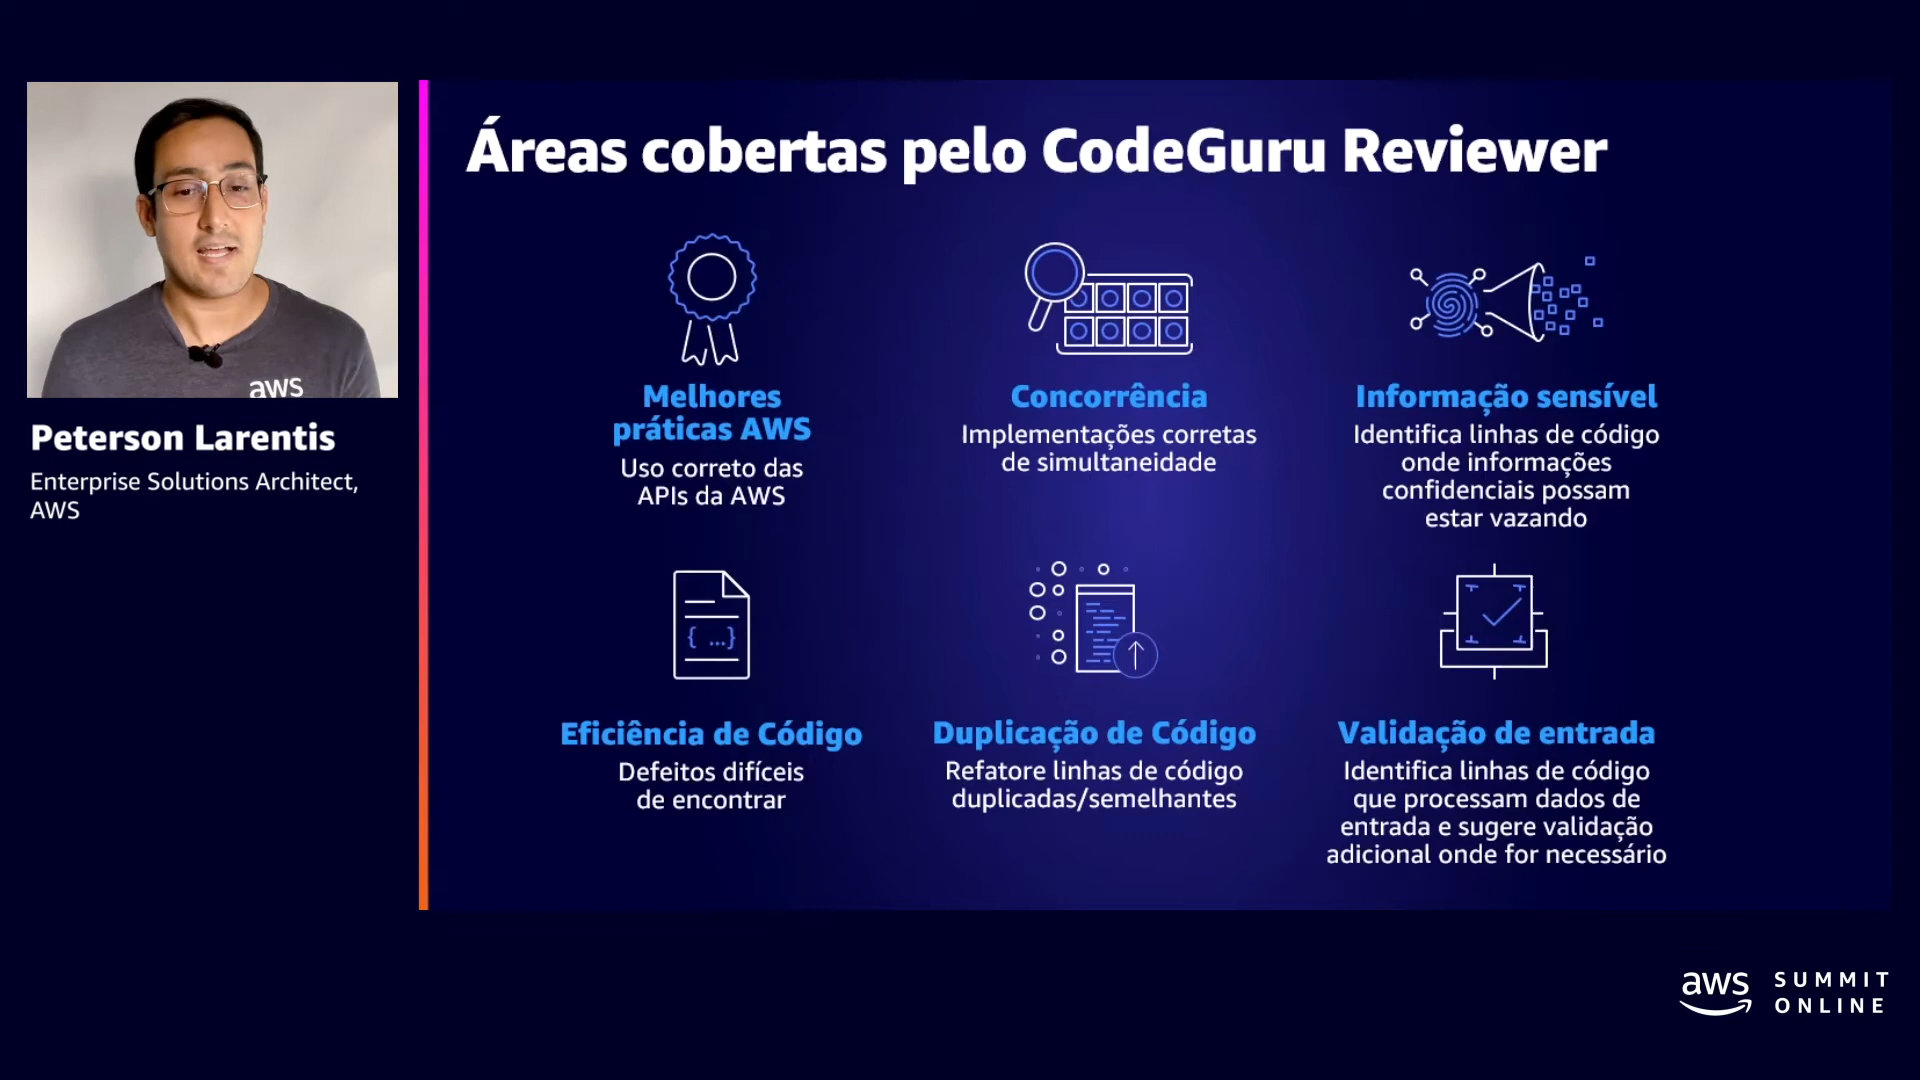 aws
Peterson Larentis
Enterprise Solutions Architect,
AWS
Áreas cobertas pelo CodeGuru Reviewer
Melhores
práticas AWS
Uso correto das
APIs da AWS
Concorrência
Implementações corretas
de simultaneidade
Informação sensível
Identifica linhas de código
onde informações
confidenciais possam
estar vazando
{ ...}
Eficiência de Código
Defeitos difíceis
de encontrar
Duplicação de Código
Refatore linhas de código
duplicadas/semelhantes
Validação de entrada
Identifica linhas de código
que processam dados de
entrada e sugere validação
adicional onde for necessário
aws SUMMIT
ONLINE